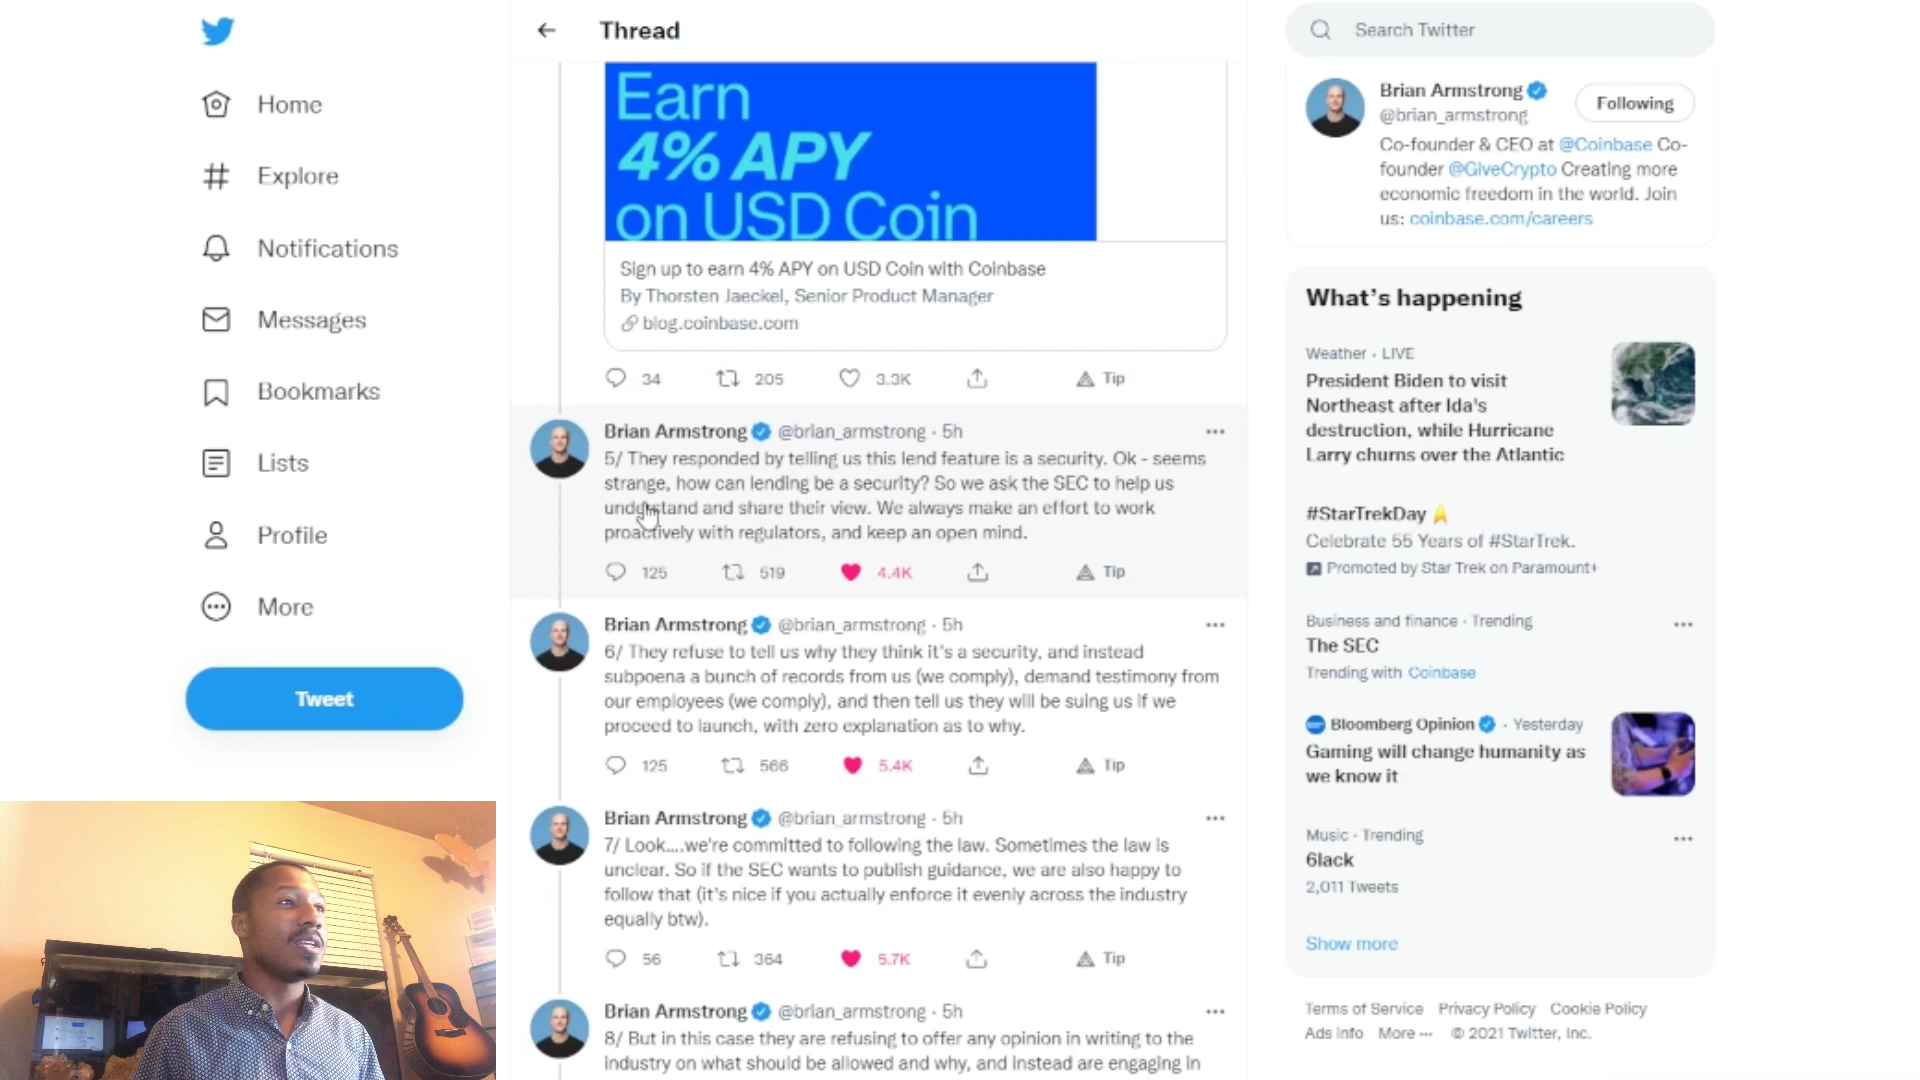 Home
Explore
Notifications
Messages
Bookmarks
Lists
Profile
More
Tweet
Thread
Earn
4% APY
on USD Coin
Sign up to earn 4% APY on USD Coin with Coinbase
By Thorsten Jaeckel, Senior Product Manager
blog.coinbase.com
34 205 3.3K Tip
Brian Armstrong @brian_armstrong · 5h
5/ They responded by telling us this lend feature is a security. Ok - seems
strange, how can lending be a security? So we ask the SEC to help us
understand and share their view. We always make an effort to work
proactively with regulators, and keep an open mind.
125 519 4.4K Tip
Brian Armstrong @brian_armstrong · 5h
6/ They refuse to tell us why they think it's a security, and instead
subpoena a bunch of records from us (we comply), demand testimony from
our employees (we comply), and then tell us they will be suing us if we
proceed to launch, with zero explanation as to why.
125 566 5.4K Tip
Brian Armstrong @brian_armstrong · 5h
7/ Look....we're committed to following the law. Sometimes the law is
unclear. So if the SEC wants to publish guidance, we are also happy to
follow that (it's nice if you actually enforce it evenly across the industry
equally btw).
56 364 5.7K Tip
Brian Armstrong @brian_armstrong · 5h
8/ But in this case they are refusing to offer any opinion in writing to the
industry on what should be allowed and why, and instead are engaging in
Search Twitter
Brian Armstrong
@brian_armstrong
Following
Co-founder & CEO at @Coinbase Co-
founder @GiveCrypto Creating more
economic freedom in the world. Join
us: coinbase.com/careers
What's happening
Weather · LIVE
President Biden to visit
Northeast after Ida's
destruction, while Hurricane
Larry churns over the Atlantic
#StarTrekDay
Celebrate 55 Years of #StarTrek.
Promoted by Star Trek on Paramount+
Business and finance · Trending
The SEC
Trending with Coinbase
Bloomberg Opinion · Yesterday
Gaming will change humanity as
we know it
Music · Trending
6lack
2,011 Tweets
Show more
Terms of Service Privacy Policy Cookie Policy
Ads info More ··· © 2021 Twitter, Inc.